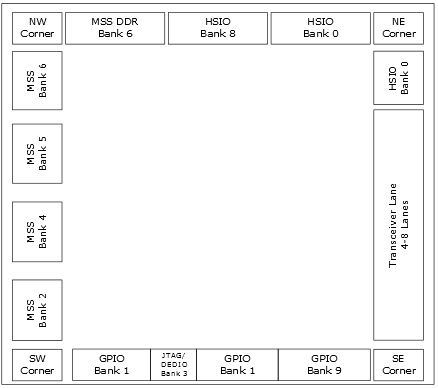 NW
Corner
MSS DDR
Bank 6
HSIO
Bank 8
HSIO
Bank 0
NE
Corner
MSS
Bank 6
HSIO
Bank 0
MSS
Bank 5
Transceiver Lane
4-8 Lanes
MSS
Bank 4
MSS
Bank 2
SW
Corner
GPIO
Bank 1
JTAG/
DEDIO
Bank 3
GPIO
Bank 1
GPIO
Bank 9
SE
Corner